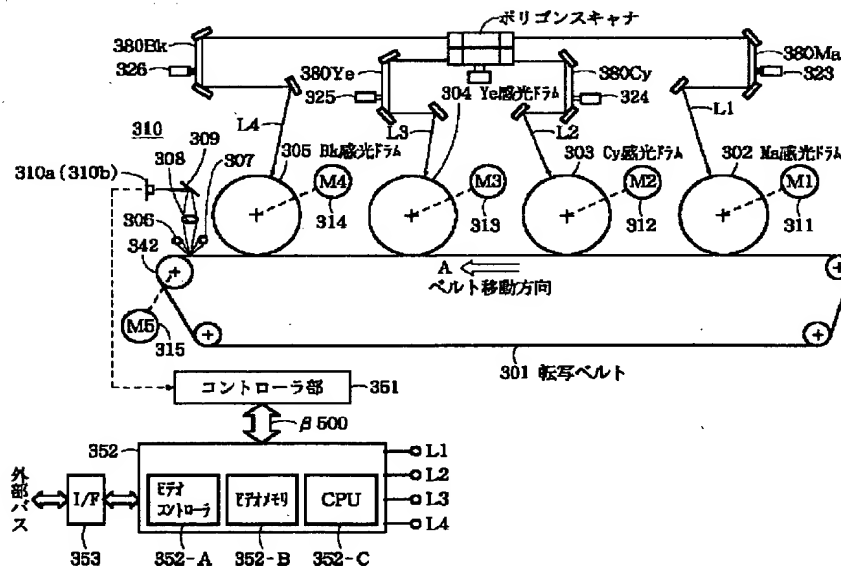 ポリゴンスキャナ
380Bk
326
380Ye
325
380Cy
324
380Ma
323
304 Ye感光ドラム
L4
L3
L2
L1
310
309
308
307
310a (310b)
306
342
305 Bk感光ドラム
303 Cy感光ドラム
302 Ma感光ドラム
M4
314
M3
313
M2
312
M1
311
A
ベルト移動方向
M5
315
301 転写ベルト
コントローラ部
351
β500
352
L1
L2
L3
L4
外部バス
I/F
353
ビデオコントローラ
ビデオメモリ
CPU
352-A
352-B
352-C